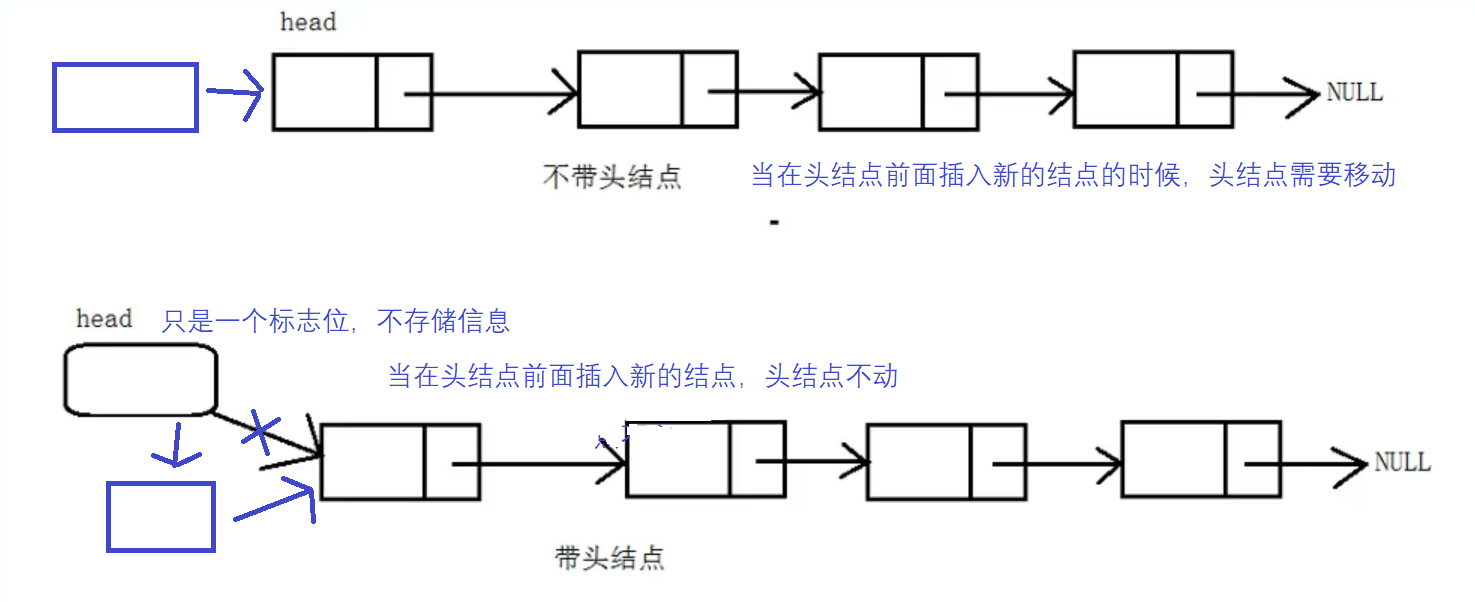 head
NULL
不带头结点 当在头结点前面插入新的结点的时候，头结点需要移动
head 只是一个标志位，不存储信息
当在头结点前面插入新的结点，头结点不动
NULL
带头结点